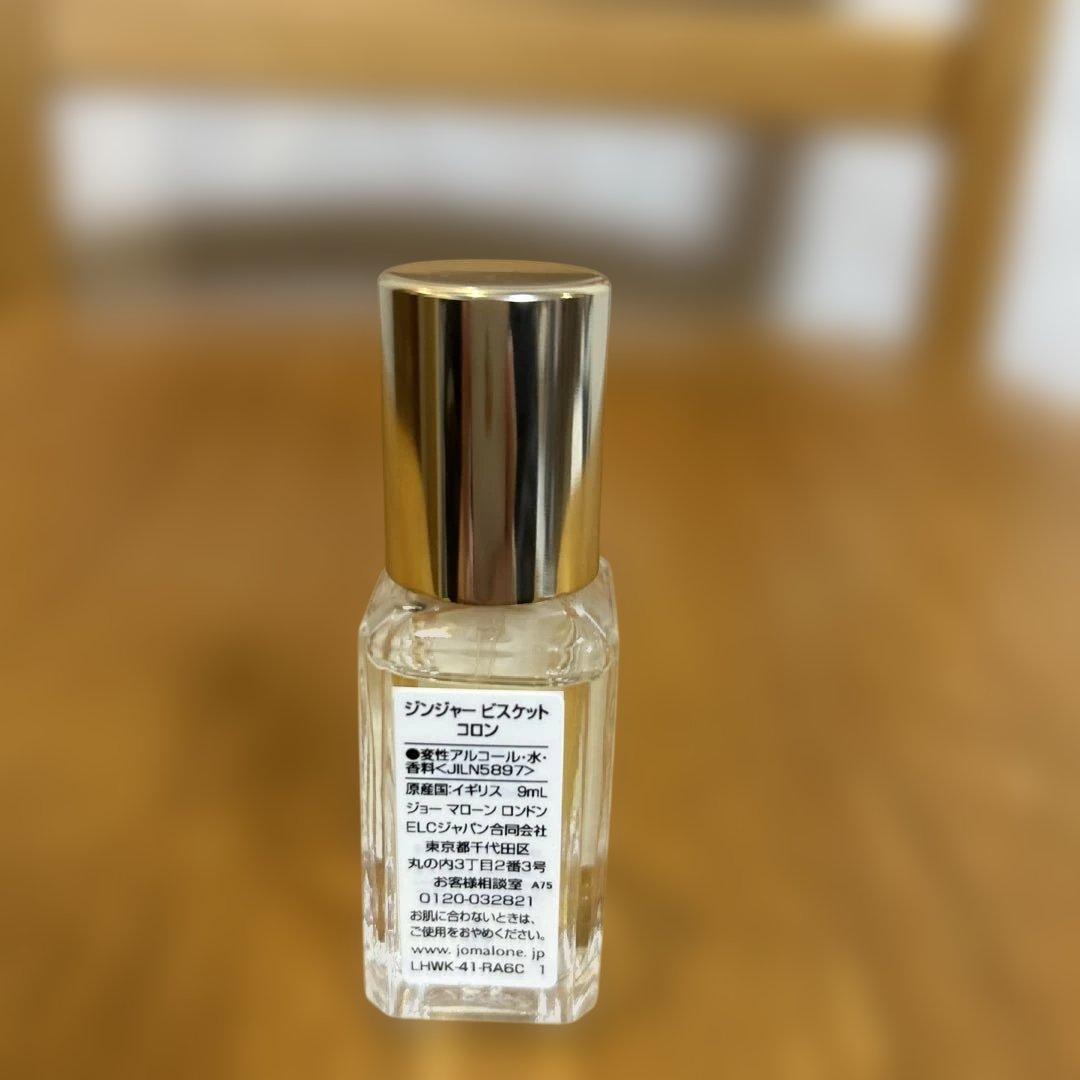 ジンジャー ビスケット
コロン
●変性アルコール・水・
香料<JILN5897>
原産国:イギリス 9mL
ジョー マローン ロンドン
ELCジャパン合同会社
東京都千代田区
丸の内3丁目2番3号
お客様相談室 A75
0120-032821
お肌に合わないときは、
ご使用をおやめください。
www. jomalone. jp
LHWK-41-RA6C 1